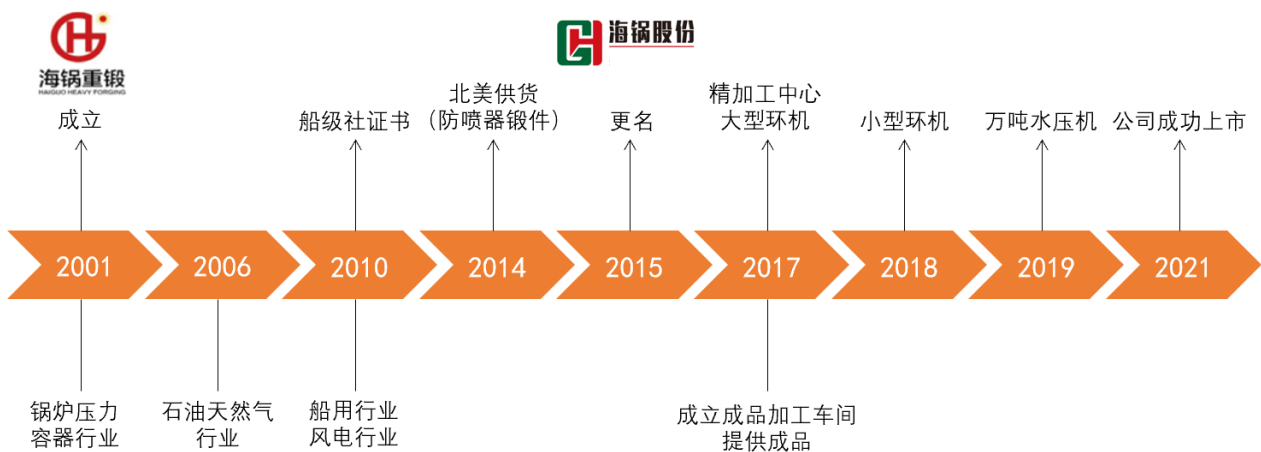 海锅重锻
HAIGUO HEAVY FORGING
海锅股份
成立
船级社证书
北美供货
（防喷器锻件）
更名
精加工中心
大型环机
小型环机
万吨水压机
公司成功上市
2001
2006
2010
2014
2015
2017
2018
2019
2021
锅炉压力
容器行业
石油天然气
行业
船用行业
风电行业
成立成品加工车间
提供成品